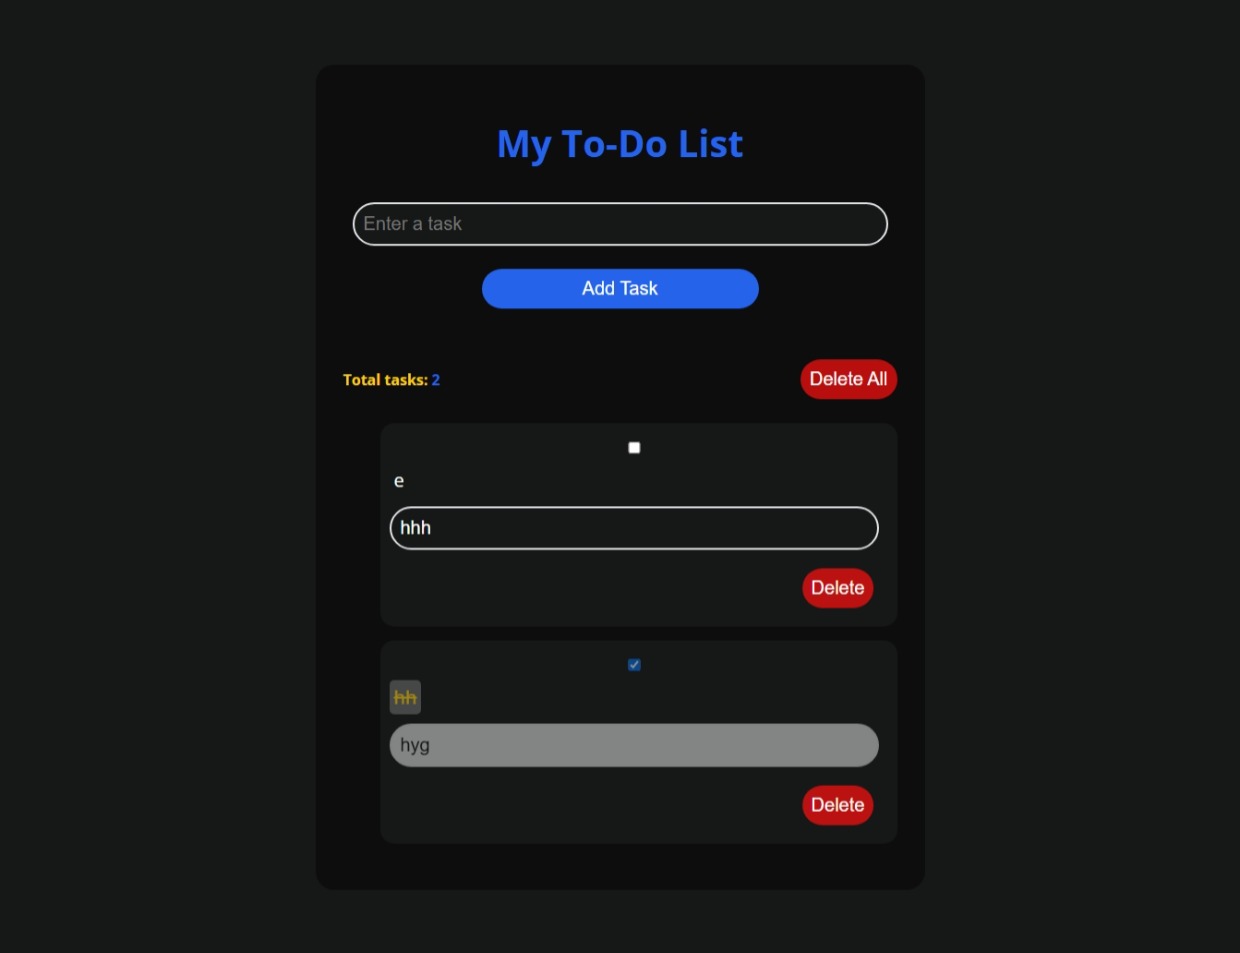 My To-Do List
Enter a task
Add Task
Total tasks: 2
Delete All
e
hhh
Delete
hh
hyg
Delete